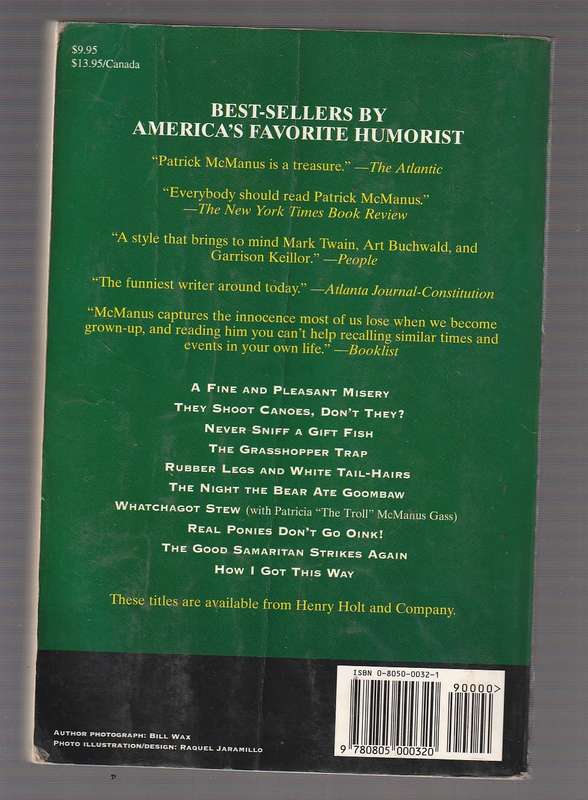 $9.95
$13.95/Canada
BEST-SELLERS BY
AMERICA'S FAVORITE HUMORIST
“Patrick McManus is a treasure.” —The Atlantic
“Everybody should read Patrick McManus.”
—The New York Times Book Review
“A style that brings to mind Mark Twain, Art Buchwald, and
Garrison Keillor.” —People
“The funniest writer around today.” —Atlanta Journal-Constitution
“McManus captures the innocence most of us lose when we become
grown-up, and reading him you can't help recalling similar times and
events in your own life.” —Booklist
A Fine and Pleasant Misery
They Shoot Canoes, Don't They?
Never Sniff a Gift Fish
The Grasshopper Trap
Rubber Legs and White Tail-Hairs
The Night the Bear Ate Goombaw
Whatchagot Stew (with Patricia “The Troll” McManus Gass)
Real Ponies Don't Go Oink!
The Good Samaritan Strikes Again
How I Got This Way
These titles are available from Henry Holt and Company.
ISBN 0-8050-0032-1
90000>
9 780805 000320
Author photograph: Bill Wax
Photo illustration/design: Raquel Jaramillo